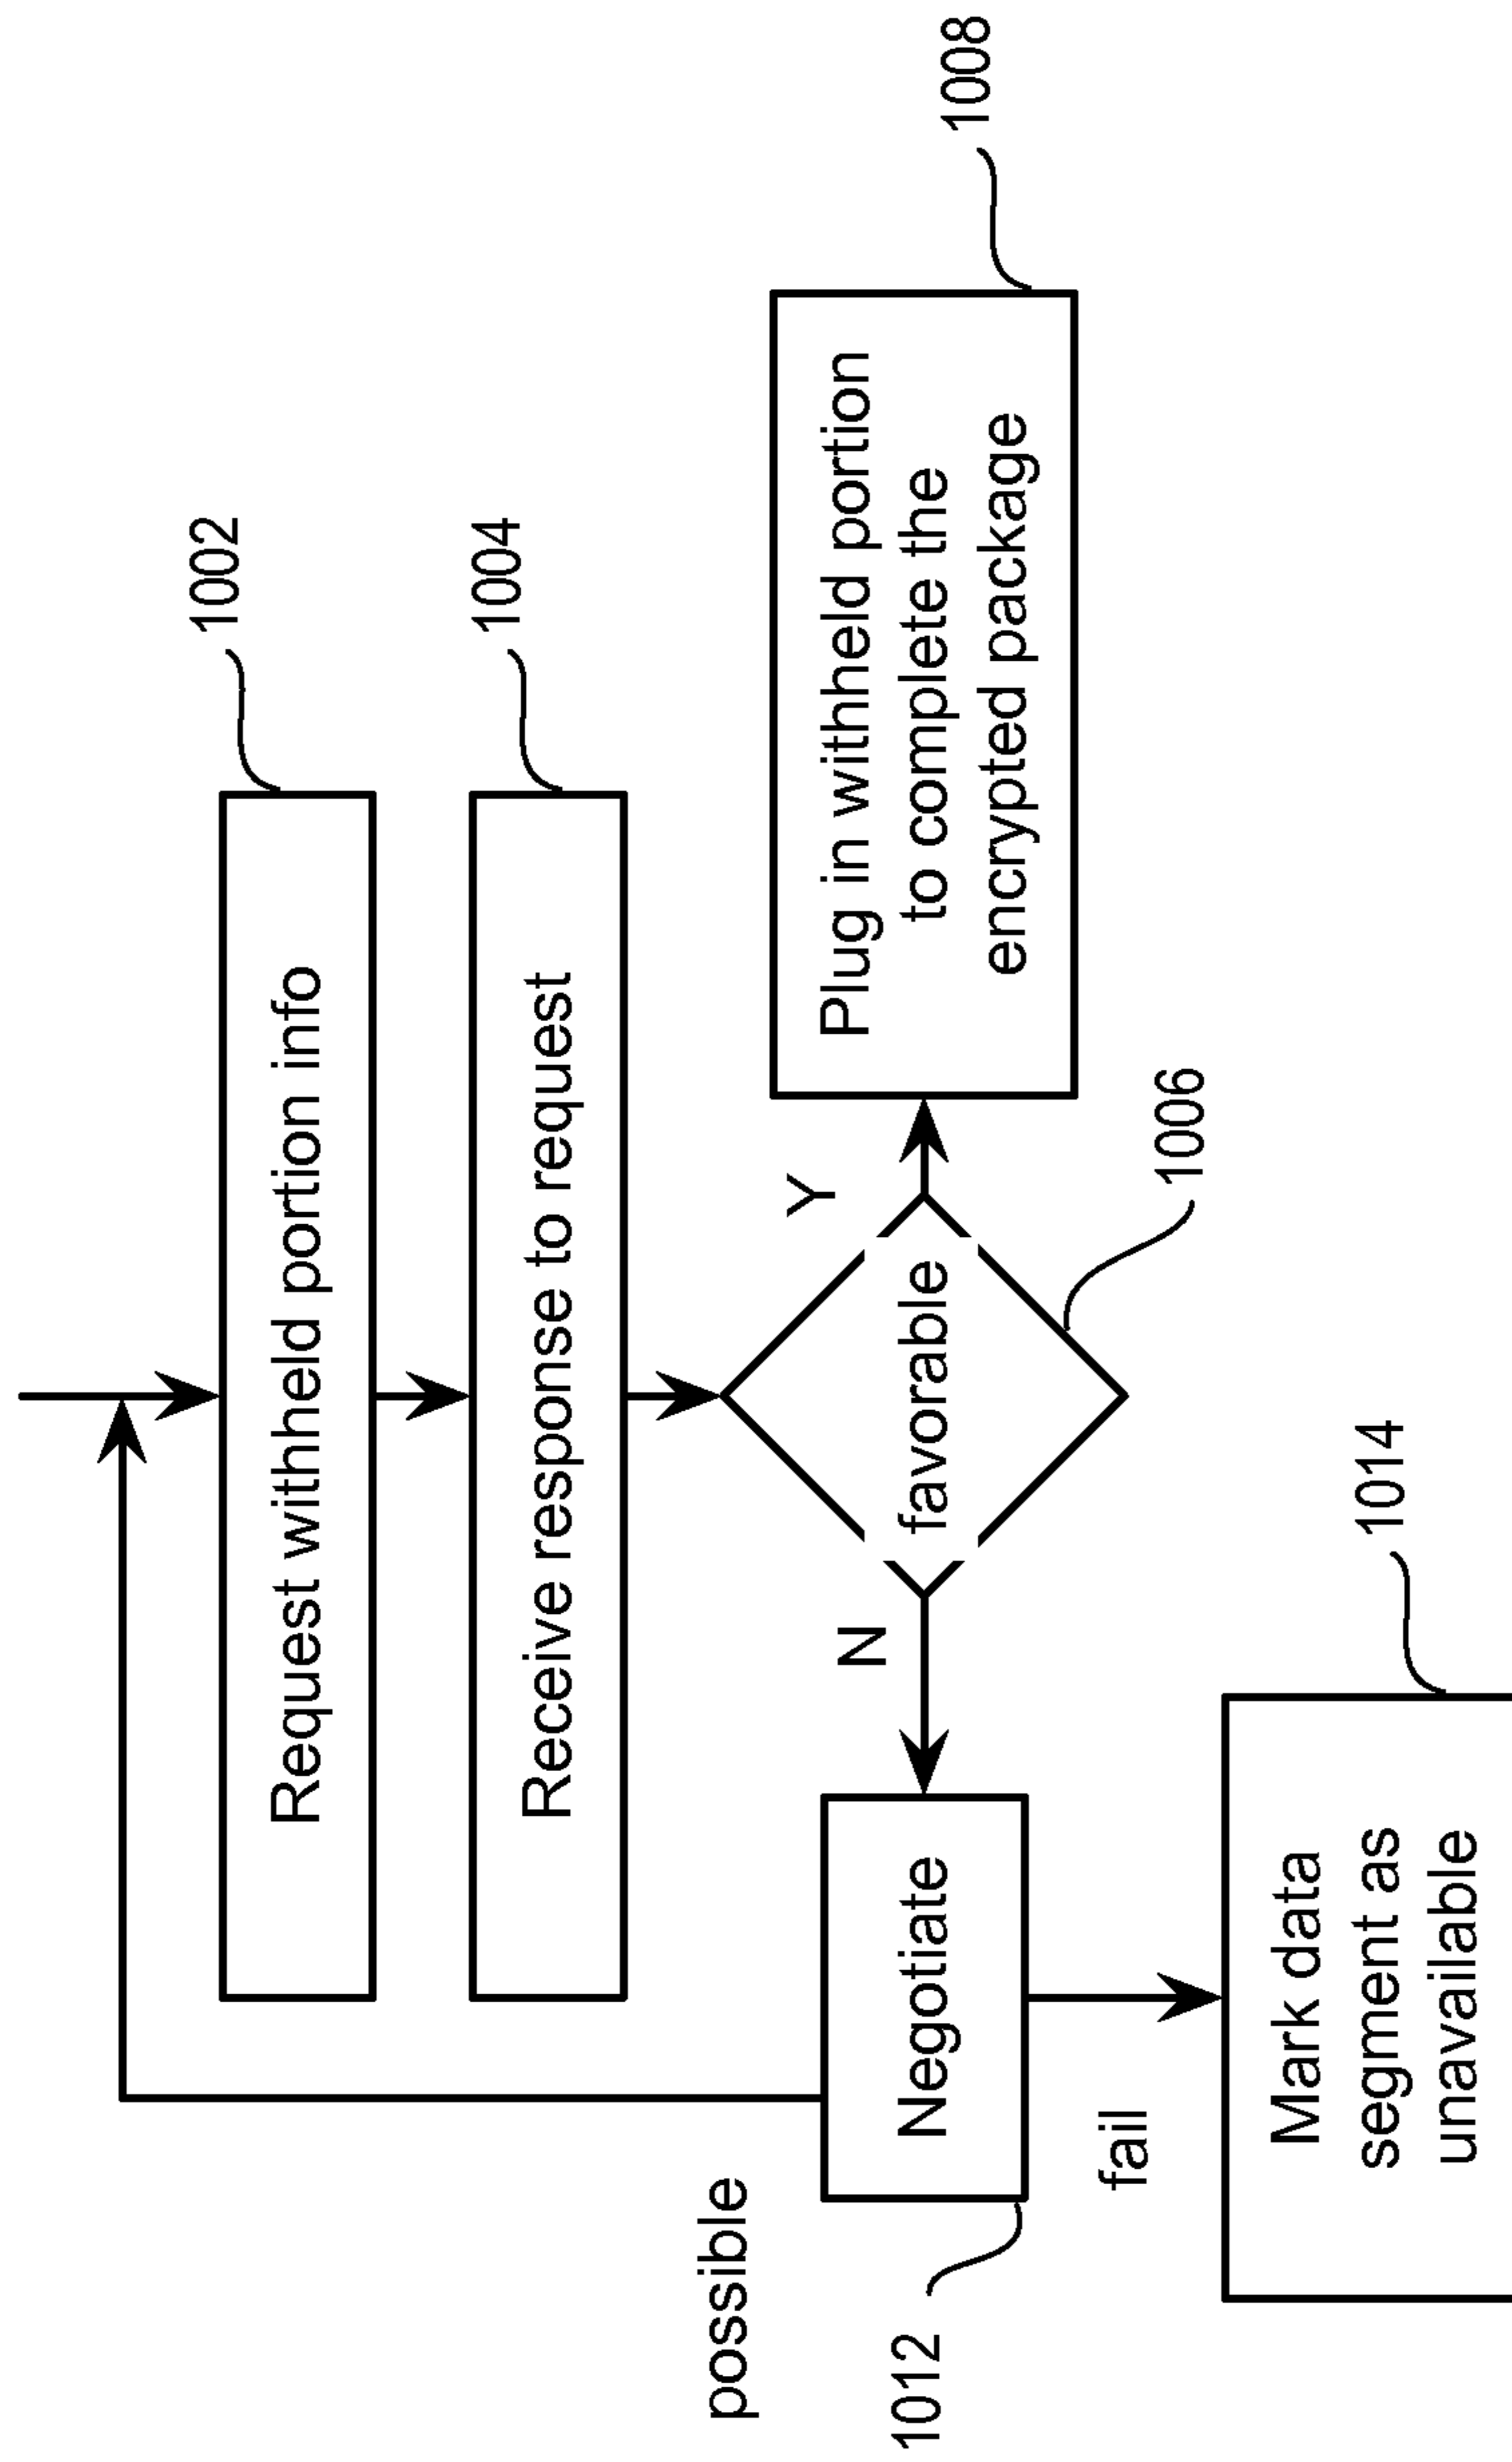 1002
Request withheld portion info
1004
Receive response to request
possible
N
favorable
Y
1006
1012
Negotiate
Plug in withheld portion
to complete the
encrypted package
1008
fail
1014
Mark data
segment as
unavailable